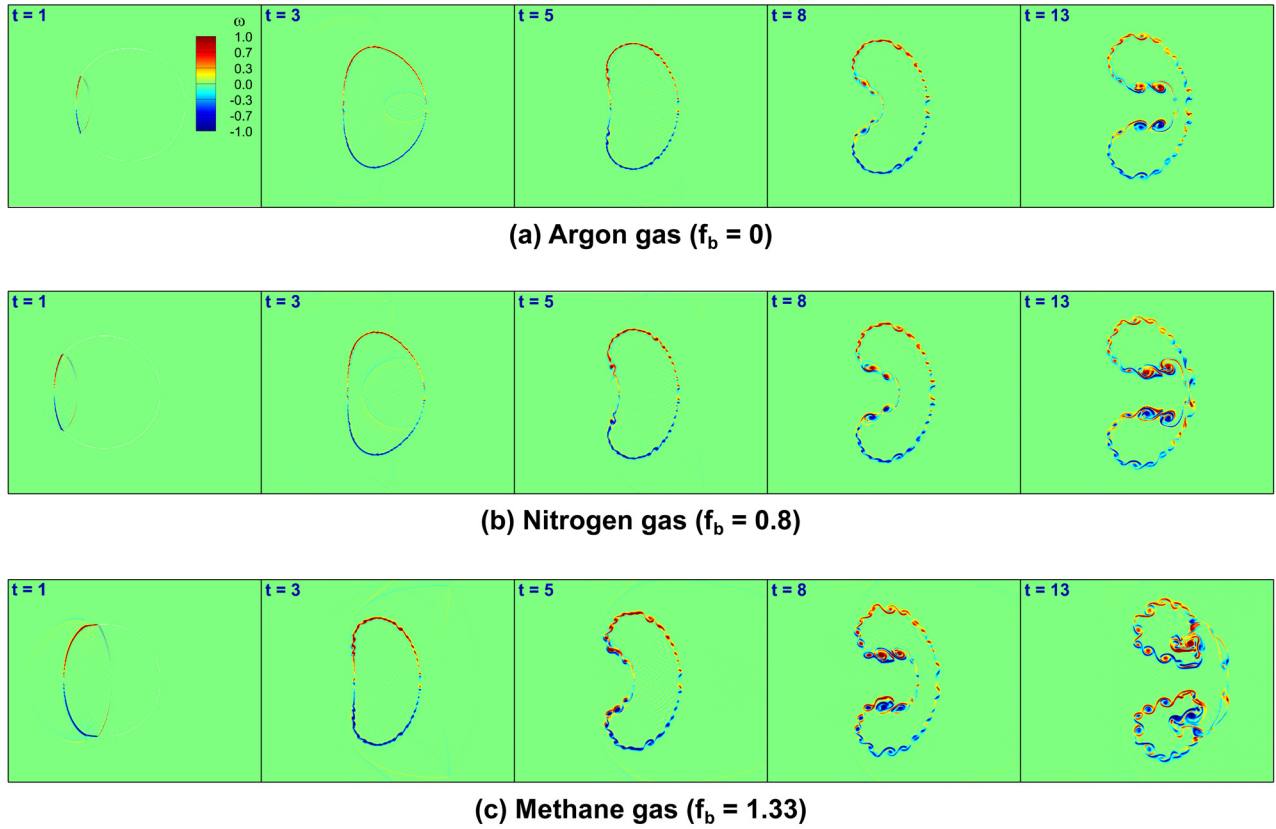 t = 1
ω
1.0
0.7
0.3
0.0
-0.3
-0.7
-1.0
t = 3
t = 5
t = 8
t = 13
(a) Argon gas (f_b = 0)
t = 1
t = 3
t = 5
t = 8
t = 13
(b) Nitrogen gas (f_b = 0.8)
t = 1
t = 3
t = 5
t = 8
t = 13
(c) Methane gas (f_b = 1.33)